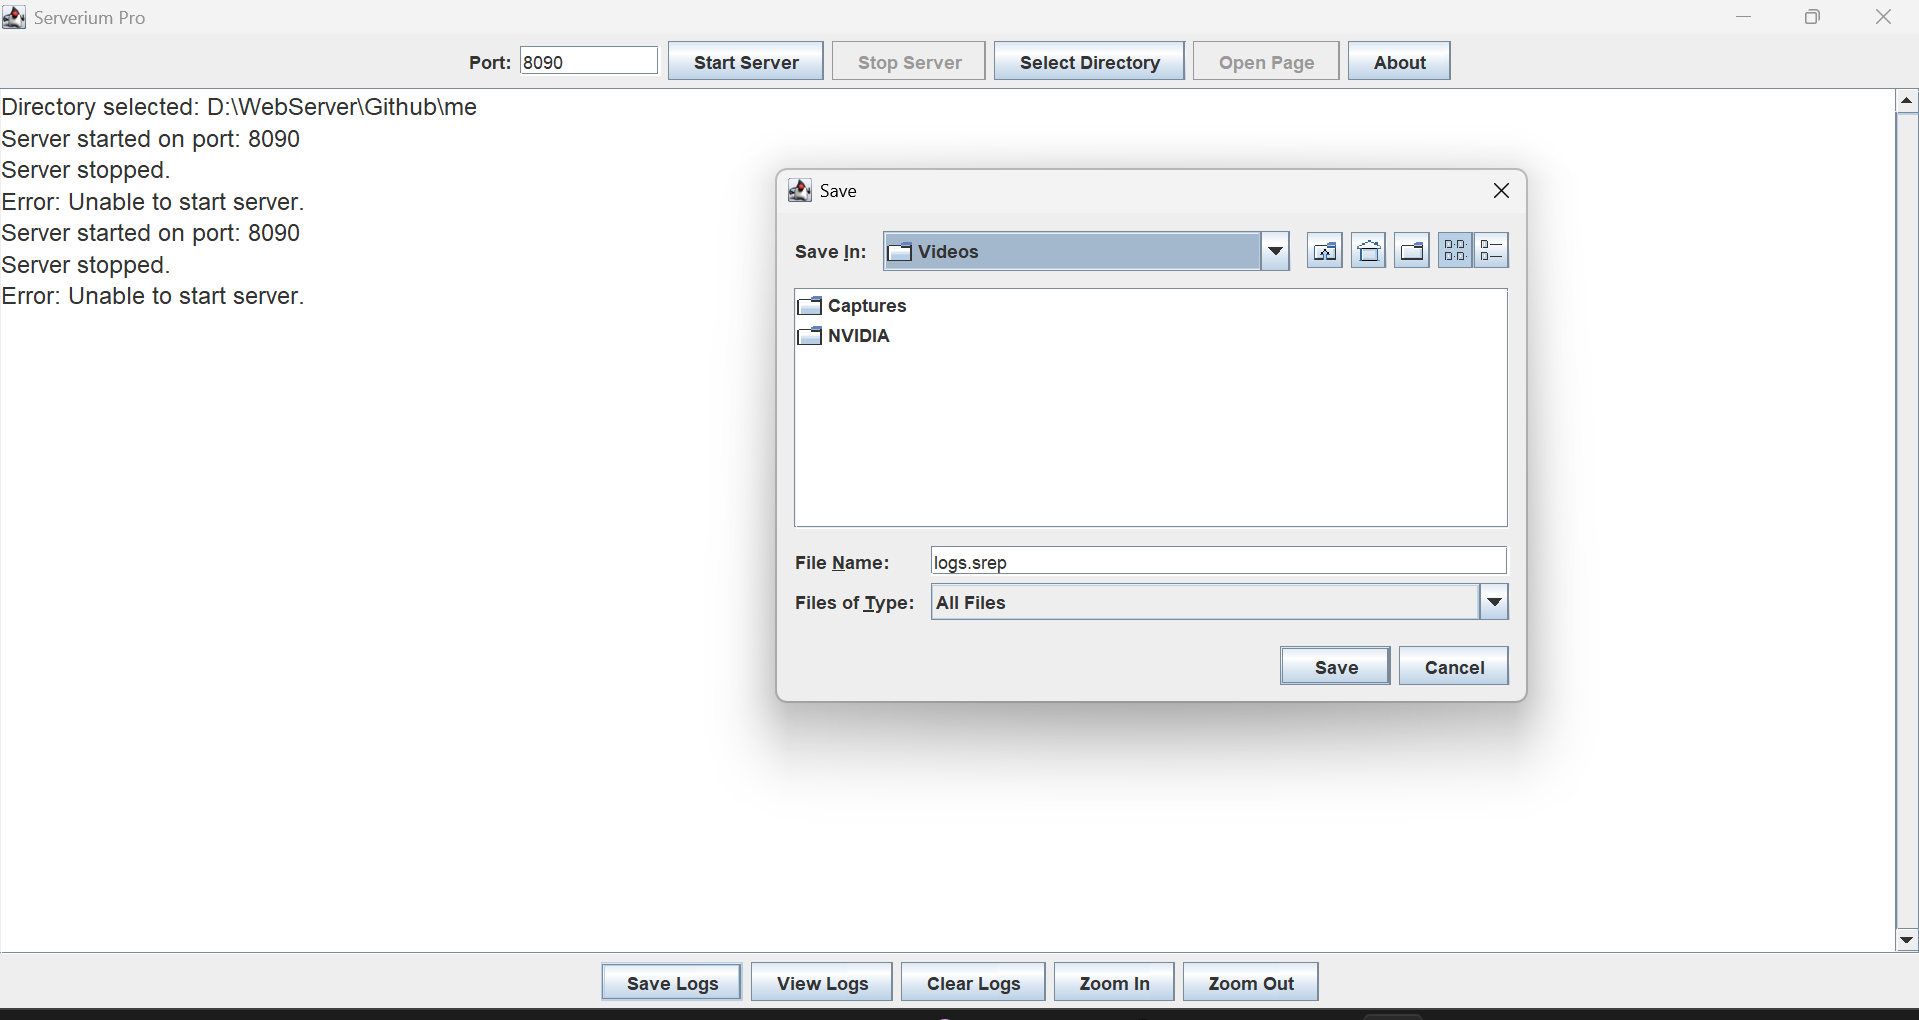 Serverium Pro
Port: 8090 Start Server Stop Server Select Directory Open Page About
Directory selected: D:\WebServer\Github\me
Server started on port: 8090
Server stopped.
Error: Unable to start server.
Server started on port: 8090
Server stopped.
Error: Unable to start server.
Save
Save In: Videos
Captures
NVIDIA
File Name: logs.srep
Files of Type: All Files
Save Cancel
Save Logs View Logs Clear Logs Zoom In Zoom Out